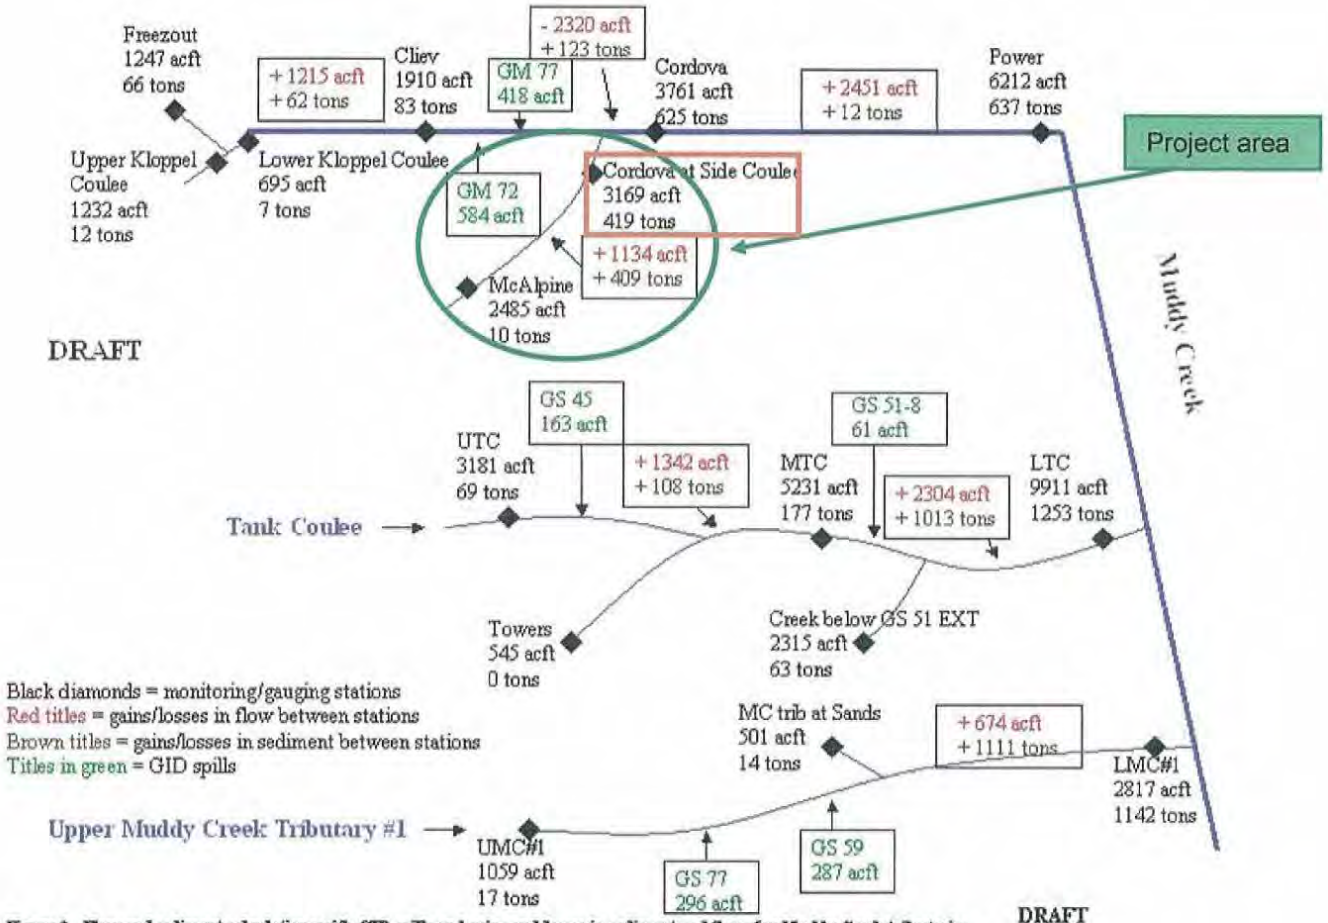 Freezout
1247 acft
66 tons
+ 1215 acft
+ 62 tons
Cliev
1910 acft
83 tons
GM 77
418 acft
- 2320 acft
+ 123 tons
Cordova
3761 acft
625 tons
+ 2451 acft
+ 12 tons
Power
6212 acft
637 tons
Project area
Upper Kloppel
Coulee
1232 acft
12 tons
Lower Kloppel Coulee
695 acft
7 tons
GM 72
584 acft
Cordova at Side Coulee
3169 acft
419 tons
+ 1134 acft
+ 409 tons
McAlpine
2485 acft
10 tons
Muddy Creek
DRAFT
GS 45
163 acft
UTC
3181 acft
69 tons
+ 1342 acft
+ 108 tons
MTC
5231 acft
177 tons
GS 51-8
61 acft
+ 2304 acft
+ 1013 tons
LTC
9911 acft
1253 tons
Tank Coulee
Towers
545 acft
0 tons
Creek below GS 51 EXT
2315 acft
63 tons
Black diamonds = monitoring/gauging stations
Red titles = gains/losses in flow between stations
Brown titles = gains/losses in sediment between stations
Titles in green = GID spills
MC trib at Sands
501 acft
14 tons
+ 674 acft
+ 1111 tons
LMC#1
2817 acft
1142 tons
Upper Muddy Creek Tributary #1
UMC#1
1059 acft
17 tons
GS 77
296 acft
GS 59
287 acft
DRAFT